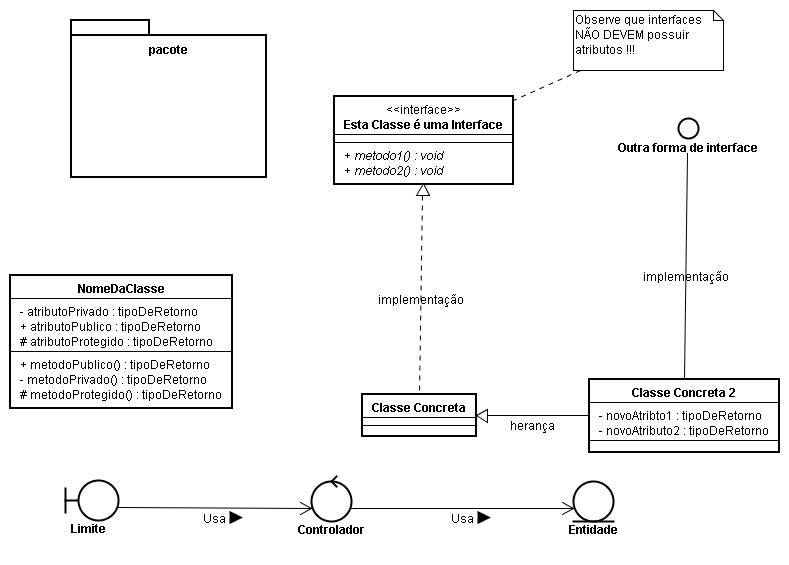 Observe que interfaces
NÃO DEVEM possuir
atributos !!!
pacote
<<interface>>
Esta Classe é uma Interface
+ metodo1() : void
+ metodo2() : void
Outra forma de interface
implementação
implementação
NomeDaClasse
- atributoPrivado : tipoDeRetorno
+ atributoPublico : tipoDeRetorno
# atributoProtegido : tipoDeRetorno
+ metodoPublico() : tipoDeRetorno
- metodoPrivado() : tipoDeRetorno
# metodoProtegido() : tipoDeRetorno
Classe Concreta
herança
Classe Concreta 2
- novoAtribto1 : tipoDeRetorno
- novoAtributo2 : tipoDeRetorno
Limite
Usa
Controlador
Usa
Entidade